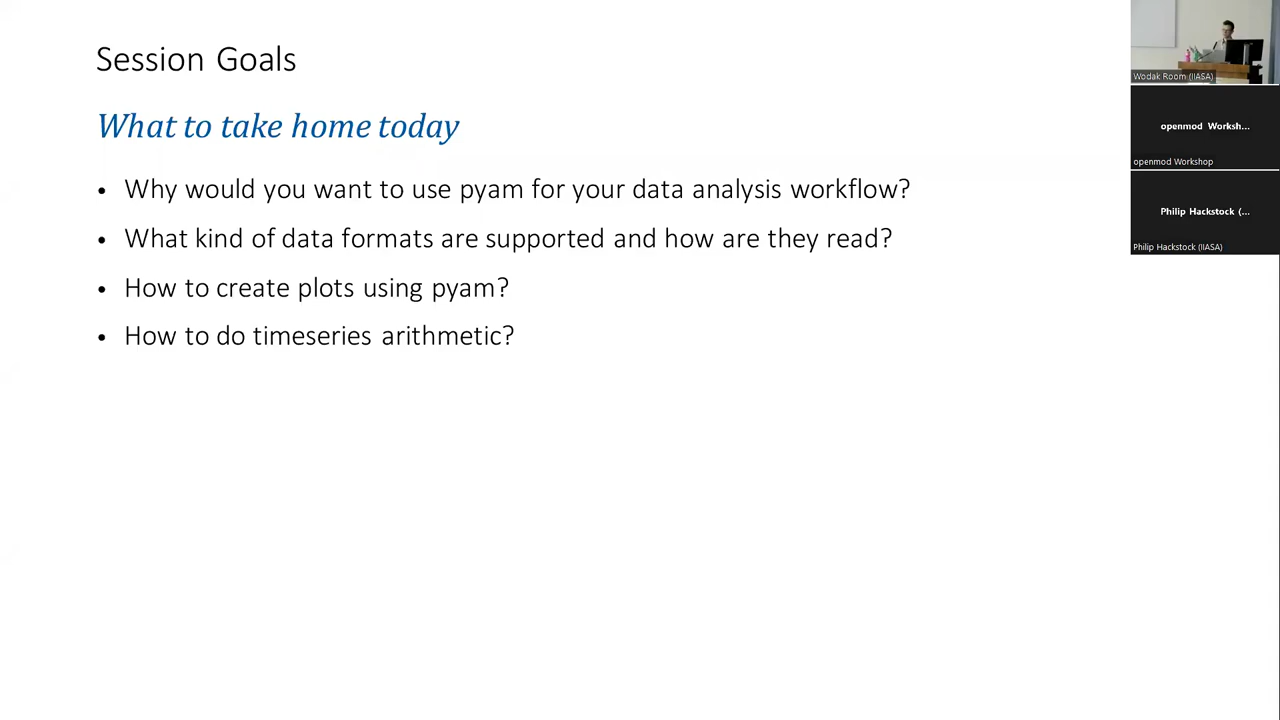 Session Goals
What to take home today
• Why would you want to use pyam for your data analysis workflow?
• What kind of data formats are supported and how are they read?
• How to create plots using pyam?
• How to do timeseries arithmetic?
Wodak Room (IIASA)
openmod Worksh...
openmod Workshop
Philip Hackstock (...
Philip Hackstock (IIASA)